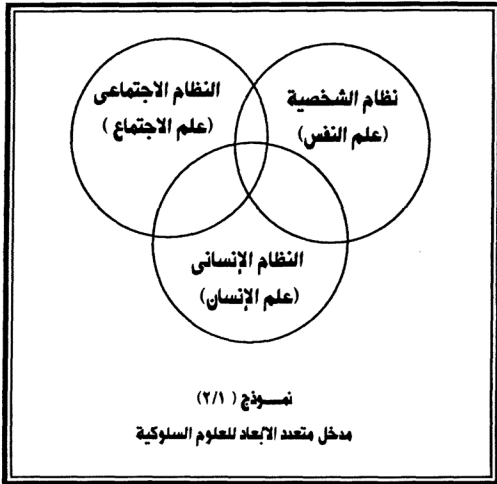 نظام الشخصية
(علم النفس)
النظام الاجتماعى
(علم الاجتماع )
النظام الإنسانى
(علم الإنسان)
نمـــوذج ( ٢/١)
مدخل متعدد الابعاد للعلوم السلوكية